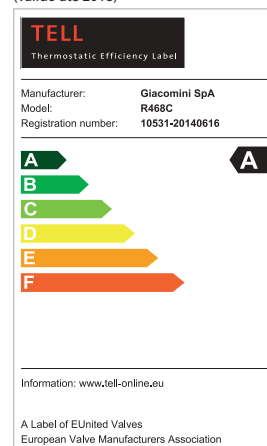 TELL
Thermostatic Efficiency Label
Manufacturer: Giacomini SpA
Model: R468C
Registration number: 10531-20140616
A A
B
C
D
E
F
Information: www.tell-online.eu
A Label of EUnited Valves
European Valve Manufacturers Association